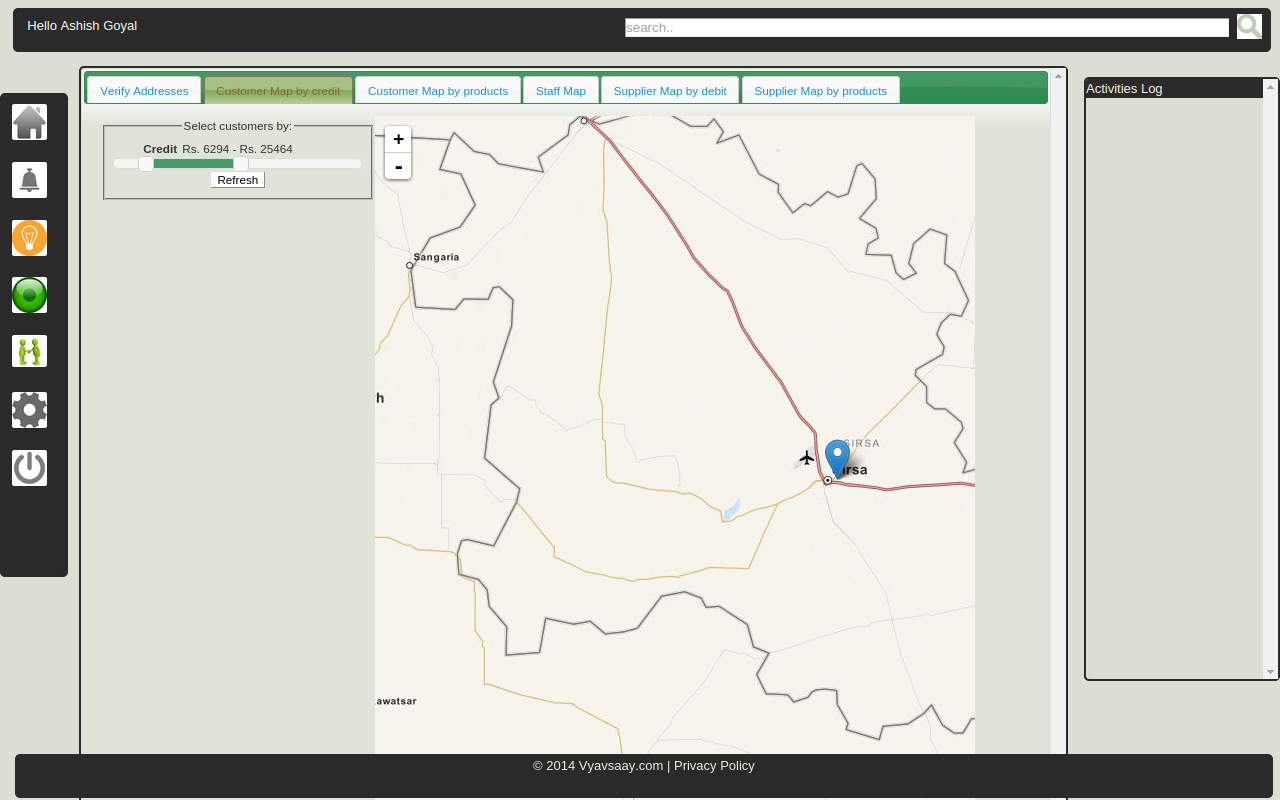 Hello Ashish Goyal
search..
Verify Addresses
Customer Map by credit
Customer Map by products
Staff Map
Supplier Map by debit
Supplier Map by products
Activities Log
Select customers by:
Credit Rs. 6294 - Rs. 25464
Refresh
+
-
Sangaria
h
SIRSA
irsa
awatsar
© 2014 Vyavsaay.com | Privacy Policy